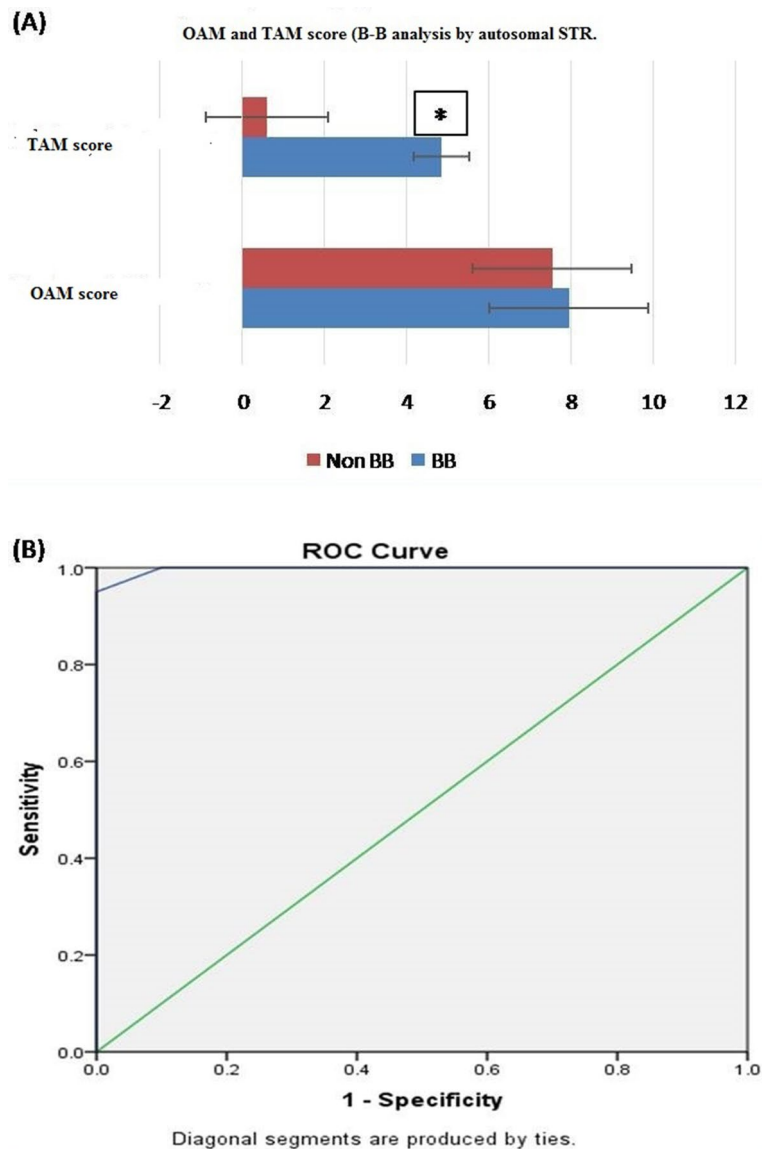 (A)
OAM and TAM score (B-B analysis by autosomal STR.
*
TAM score
OAM score
-2 0 2 4 6 8 10 12
Non BB BB
(B)
ROC Curve
1.0
0.8
0.6
0.4
0.2
0.0
Sensitivity
0.0 0.2 0.4 0.6 0.8 1.0
1 - Specificity
Diagonal segments are produced by ties.